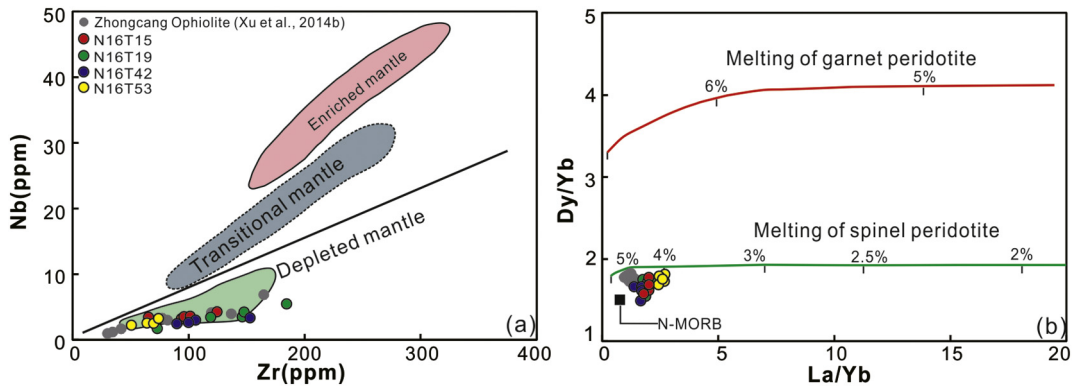 Zhongcang Ophiolite (Xu et al., 2014b)
N16T15
N16T19
N16T42
N16T53
Enriched mantle
Transitional mantle
Depleted mantle
(a)
50
40
30
20
10
0
Nb(ppm)
0
100
200
300
400
Zr(ppm)
Melting of garnet peridotite
6%
5%
Melting of spinel peridotite
5%
4%
3%
2.5%
2%
N-MORB
(b)
5
4
3
2
1
Dy/Yb
0
5
10
15
20
La/Yb